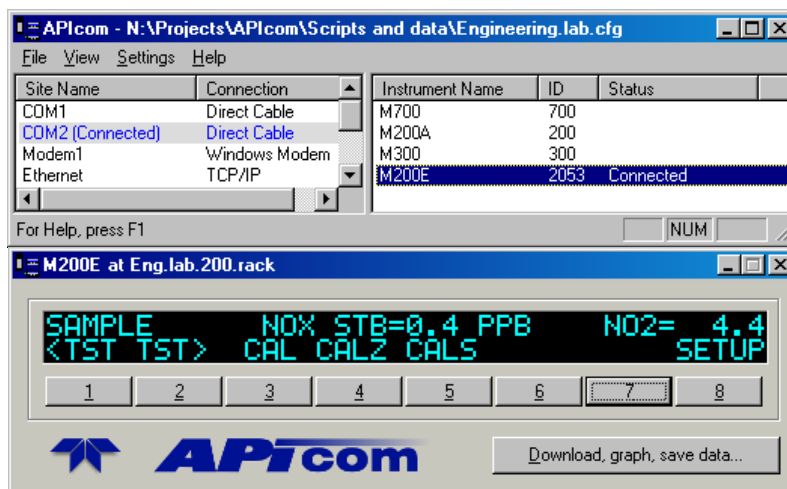 APIcom - N:\Projects\APIcom\Scripts and data\Engineering.lab.cfg
File View Settings Help
Site Name Connection
COM1 Direct Cable
COM2 (Connected) Direct Cable
Modem1 Windows Modem
Ethernet TCP/IP
Instrument Name ID Status
M700 700
M200A 200
M300 300
M200E 2053 Connected
For Help, press F1 NUM
M200E at Eng.lab.200.rack
SAMPLE NOX STB=0.4 PPB NO2= 4.4
<TST TST> CAL CALZ CALS SETUP
1 2 3 4 5 6 7 8
APIcom Download, graph, save data...